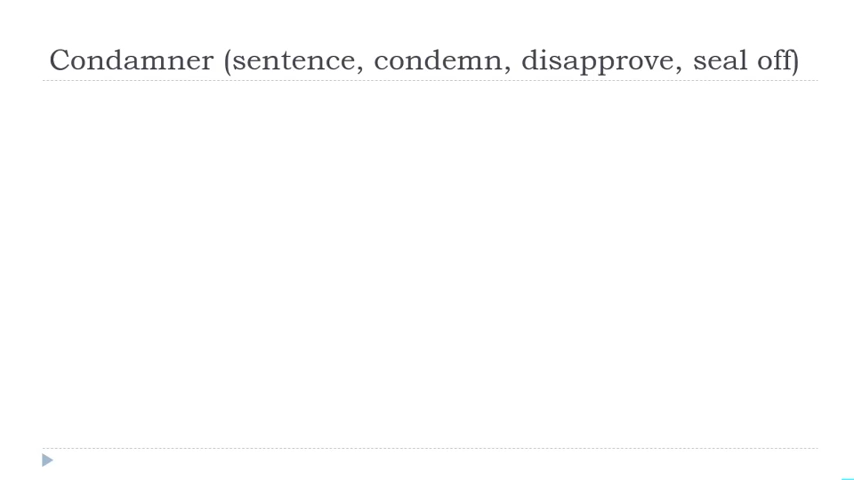 Condamner (sentence, condemn, disapprove, seal off)